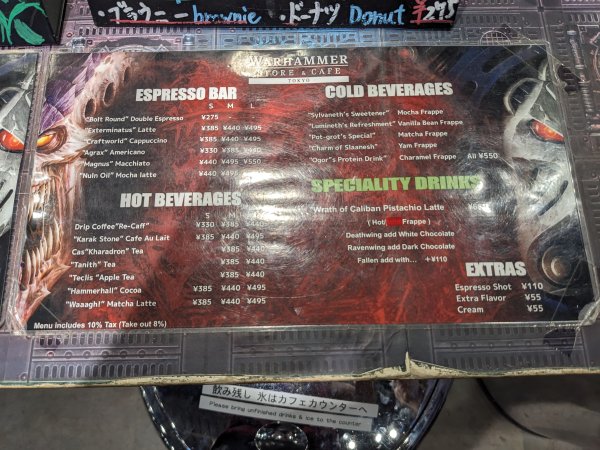 ・ブラウニー brownie ・ドーナツ Donut ¥275
WARHAMMER
STORE & CAFE
TOKYO
ESPRESSO BAR
S M L
"Bolt Round" Double Espresso ¥275
"Exterminatus" Latte ¥385 ¥440 ¥495
"Craftworld" Cappuccino ¥385 ¥440 ¥495
"Agrax" Americano ¥330 ¥385 ¥440
"Magnus" Macchiato ¥440 ¥495 ¥550
"Nuln Oil" Mocha latte ¥440 ¥495
HOT BEVERAGES
S M L
Drip Coffee"Re-Caff" ¥330 ¥385 ¥440
"Karak Stone" Cafe Au Lait ¥385 ¥440 ¥495
Cas"Kharadron" Tea ¥385 ¥440
"Tanith" Tea ¥385 ¥440
"Teclis "Apple Tea ¥385 ¥440
"Hammerhall" Cocoa ¥385 ¥440 ¥495
"Waaagh!" Matcha Latte ¥385 ¥440 ¥495
Menu includes 10% Tax (Take out 8%)
COLD BEVERAGES
"Sylvaneth's Sweetener" Mocha Frappe
"Lumineth's Refreshment" Vanilla Bean Frappe
"Pot-grot's Special" Matcha Frappe
"Charm of Slaanesh" Yam Frappe
"Ogor's Protein Drink" Charamel Frappe All ¥550
SPECIALITY DRINKS
"Wrath of Caliban Pistachio Latte
( Hot/ Frappe )
Deathwing add White Chocolate
Ravenwing add Dark Chocolate
Fallen add with... +¥110
EXTRAS
Espresso Shot ¥110
Extra Flavor ¥55
Cream ¥55
飲み残し 氷はカフェカウンターへ
Please bring unfinished drinks & ice to the counter